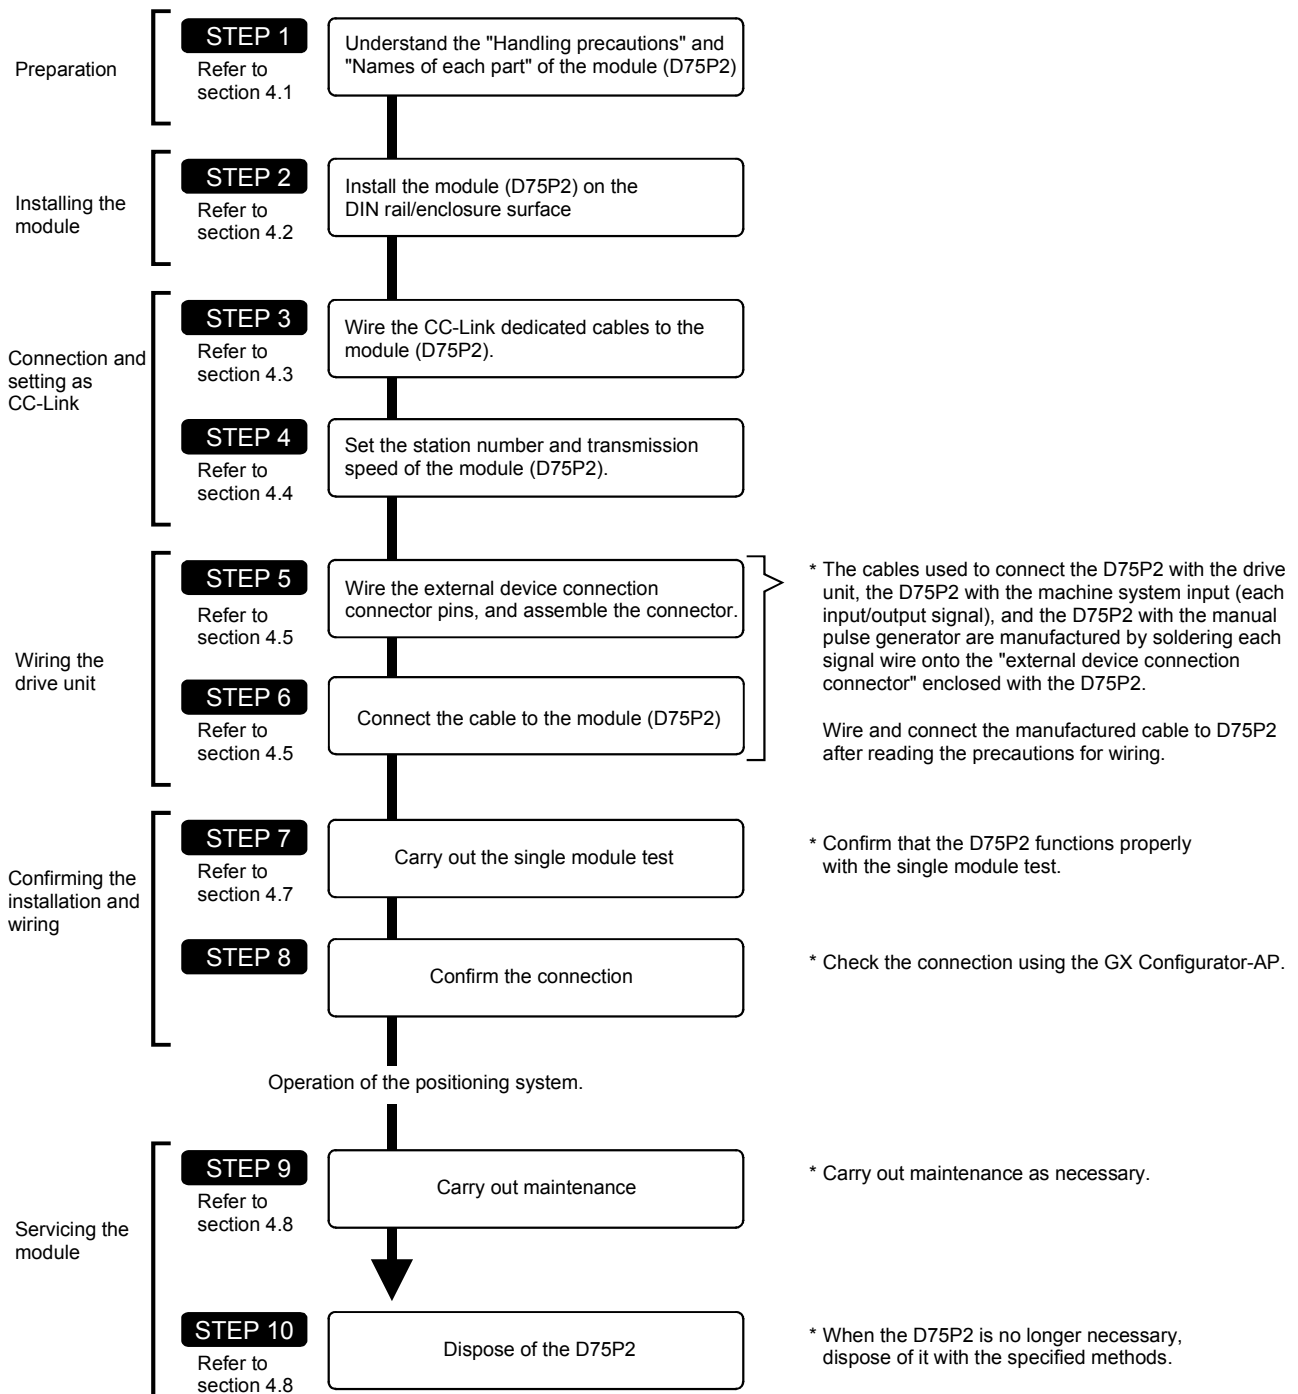 Preparation
STEP 1
Refer to
section 4.1
Understand the "Handling precautions" and
"Names of each part" of the module (D75P2)
Installing the
module
STEP 2
Refer to
section 4.2
Install the module (D75P2) on the
DIN rail/enclosure surface
Connection and
setting as
CC-Link
STEP 3
Refer to
section 4.3
Wire the CC-Link dedicated cables to the
module (D75P2).
STEP 4
Refer to
section 4.4
Set the station number and transmission
speed of the module (D75P2).
Wiring the
drive unit
STEP 5
Refer to
section 4.5
Wire the external device connection
connector pins, and assemble the connector.
STEP 6
Refer to
section 4.5
Connect the cable to the module (D75P2)
* The cables used to connect the D75P2 with the drive
unit, the D75P2 with the machine system input (each
input/output signal), and the D75P2 with the manual
pulse generator are manufactured by soldering each
signal wire onto the "external device connection
connector" enclosed with the D75P2.
Wire and connect the manufactured cable to D75P2
after reading the precautions for wiring.
Confirming the
installation and
wiring
STEP 7
Refer to
section 4.7
Carry out the single module test
* Confirm that the D75P2 functions properly
with the single module test.
STEP 8
Confirm the connection
* Check the connection using the GX Configurator-AP.
Operation of the positioning system.
Servicing the
module
STEP 9
Refer to
section 4.8
Carry out maintenance
* Carry out maintenance as necessary.
STEP 10
Refer to
section 4.8
Dispose of the D75P2
* When the D75P2 is no longer necessary,
dispose of it with the specified methods.